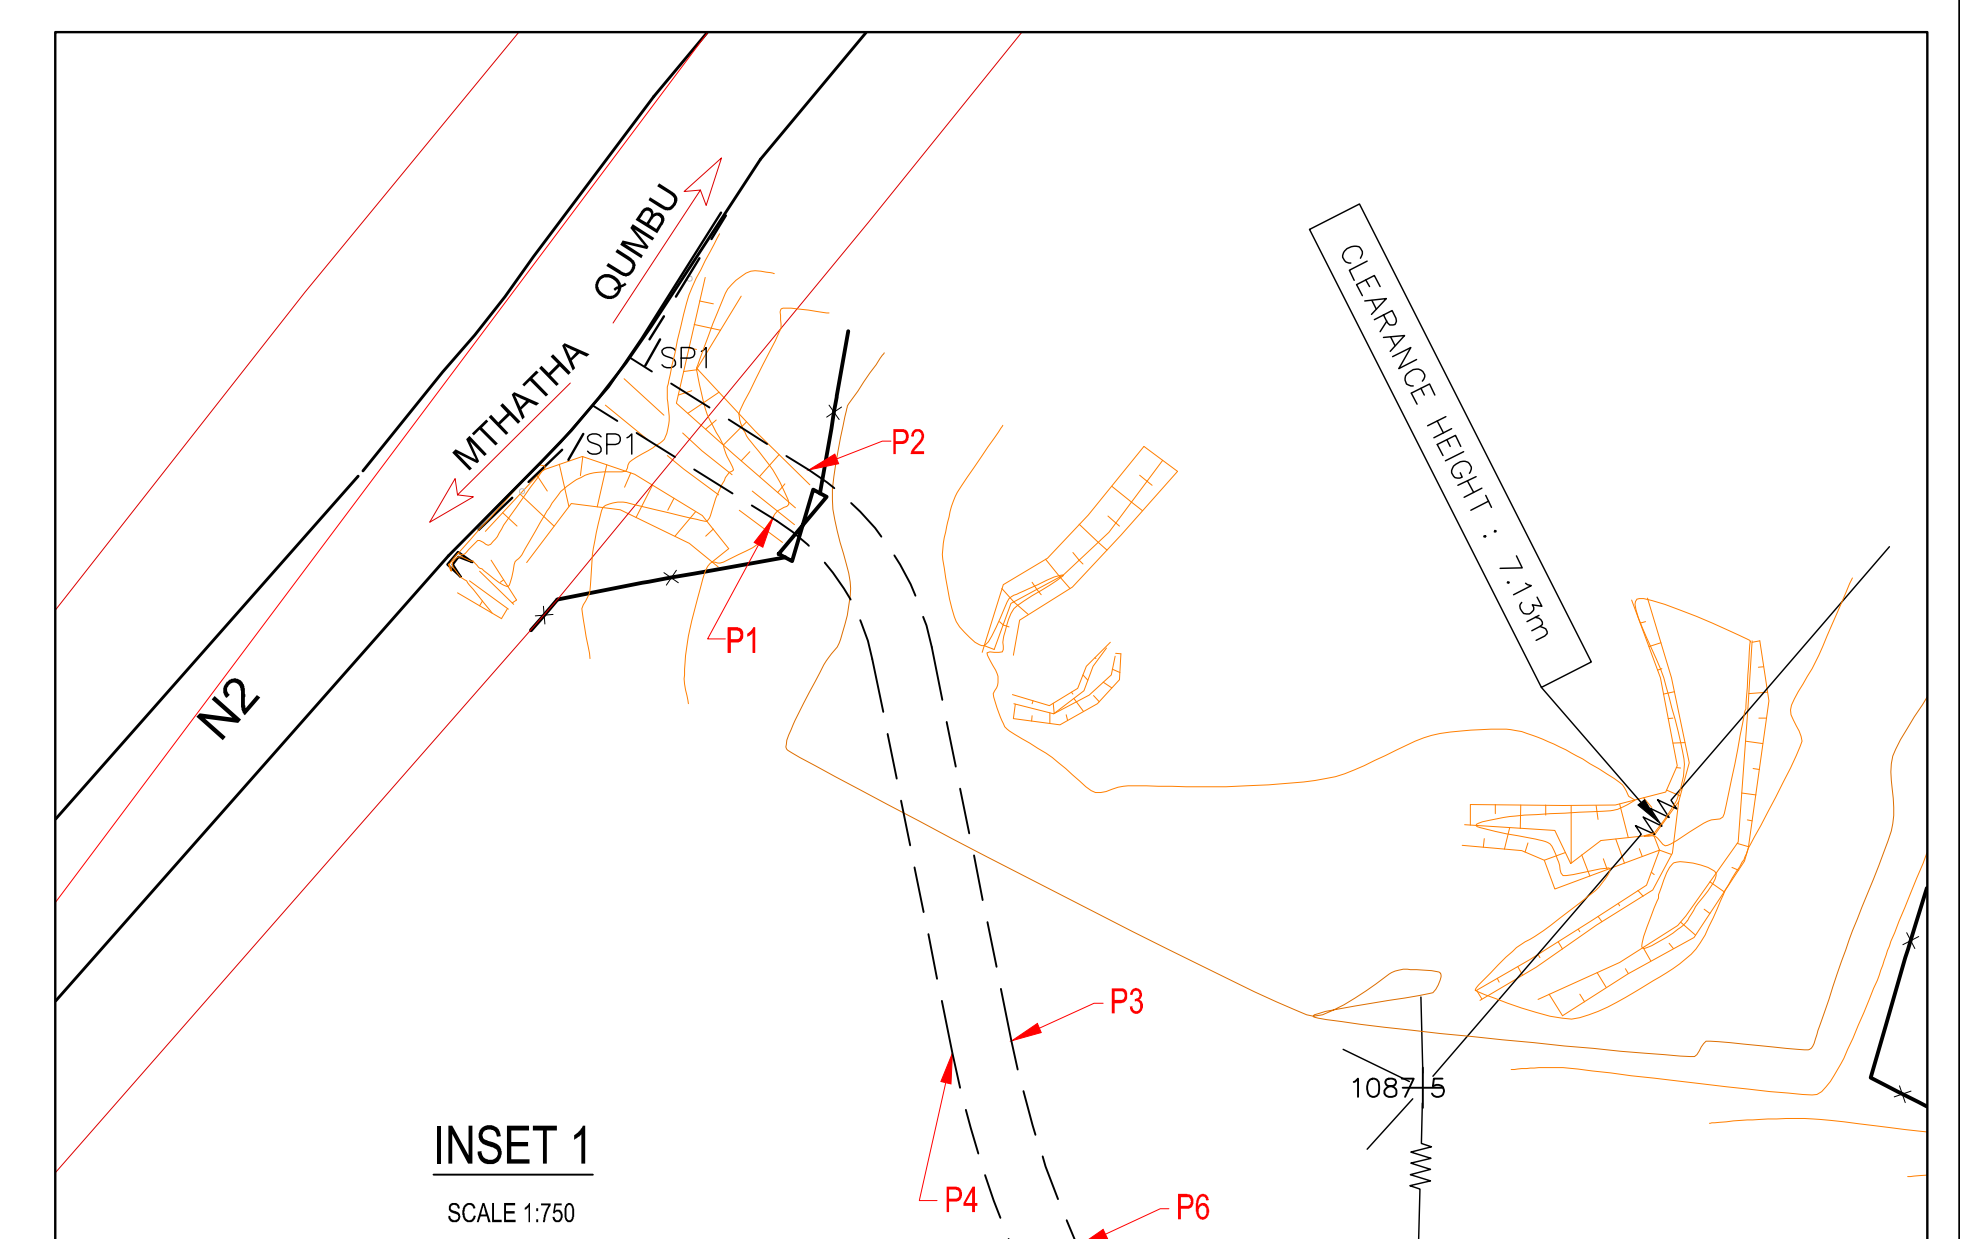 QUMBU
MTHATHA
SP1
SP1
P2
P1
N2
CLEARANCE HEIGHT : 7.13m
P3
1087.5
INSET 1
SCALE 1:750
P4
P6